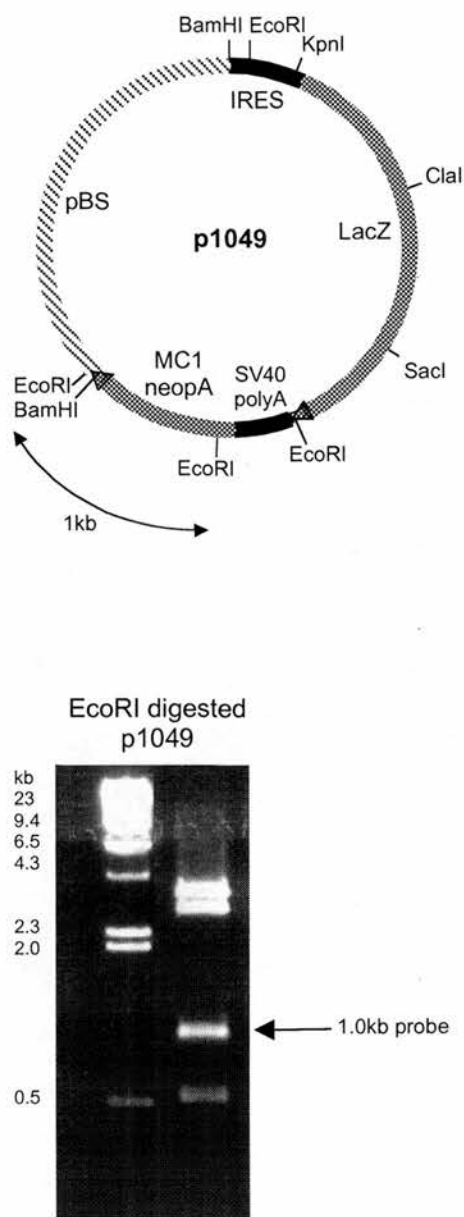 BamHI EcoRI
KpnI
IRES
ClaI
pBS
LacZ
p1049
SacI
MC1
neopA
SV40
polyA
EcoRI
BamHI
EcoRI
EcoRI
1kb
EcoRI digested
p1049
kb
23
9.4
6.5
4.3
2.3
2.0
1.0kb probe
0.5